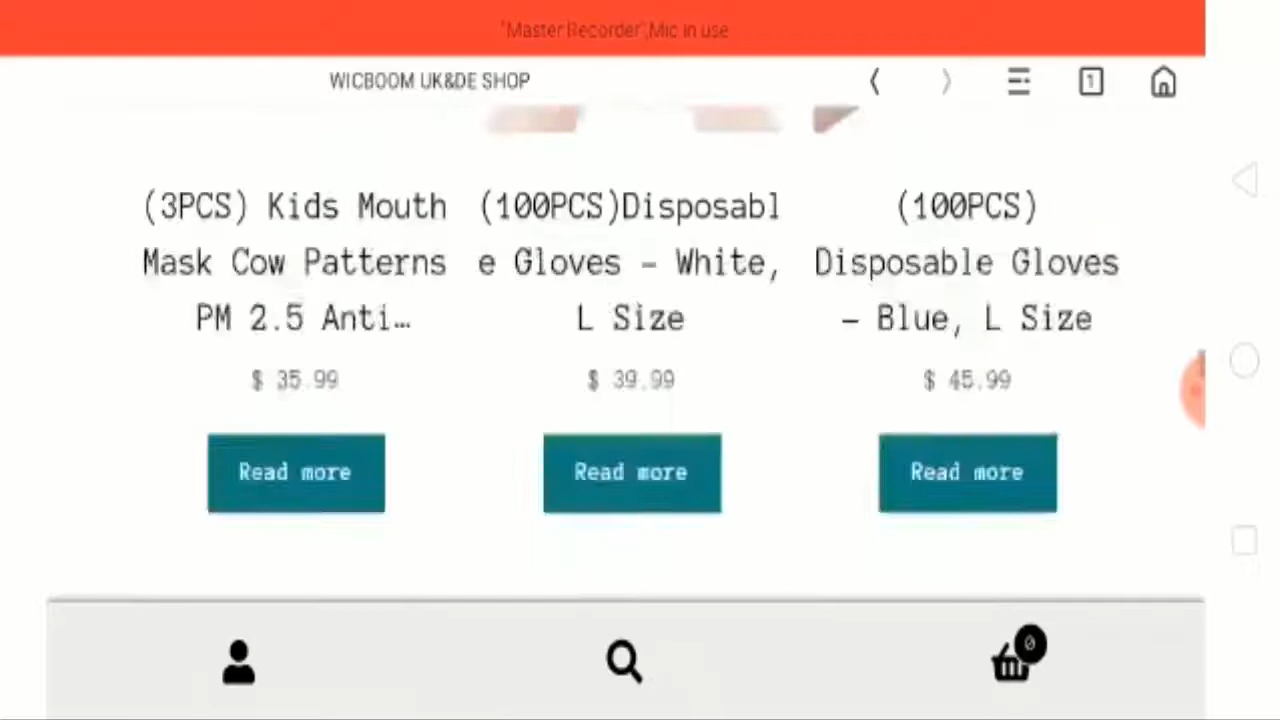 "Master Recorder",Mic in use
WICBOOM UK&DE SHOP
1
(3PCS) Kids Mouth
Mask Cow Patterns
PM 2.5 Anti…
$ 35.99
Read more
(100PCS)Disposabl
e Gloves – White,
L Size
$ 39.99
Read more
(100PCS)
Disposable Gloves
– Blue, L Size
$ 45.99
Read more
0